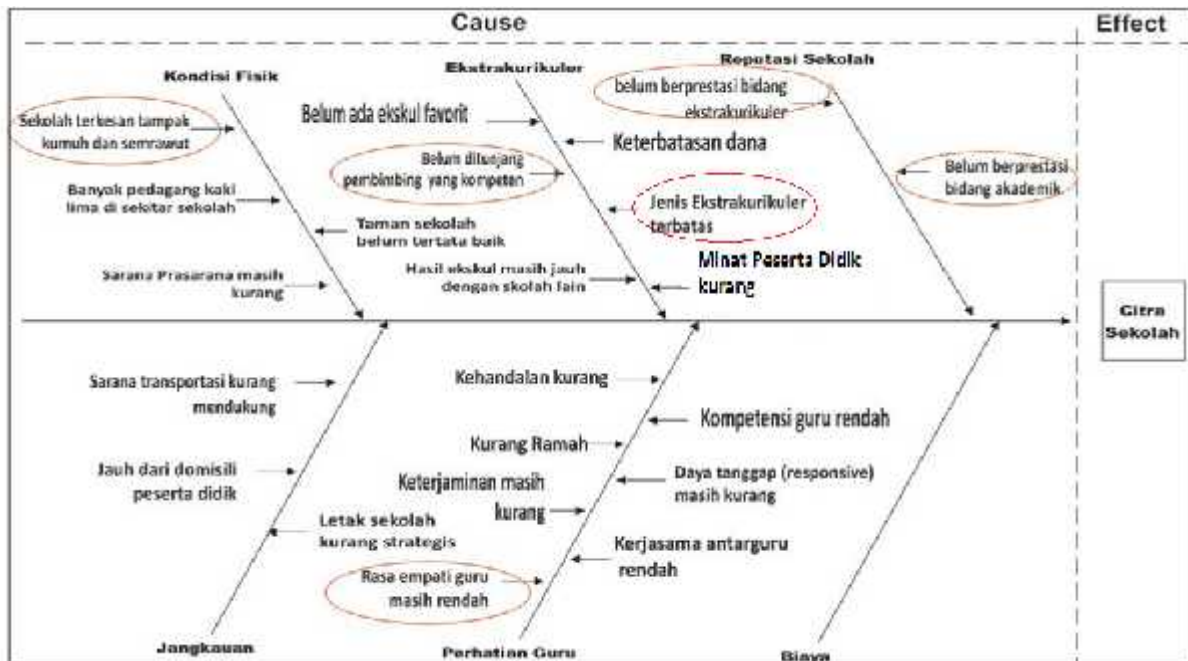 Cause
Effect
Kondisi Fisik
Sekolah terkesan tampak
kumuh dan semrawut
Banyak pedagang kaki
lima di sekitar sekolah
Taman sekolah
belum tertata baik
Sarana Prasarana masih
kurang
Ekstrakurikuler
Belum ada ekskul favorit
Keterbatasan dana
Belum ditunjang
pembimbing yang kompeten
Jenis Ekstrakurikuler
terbatas
Hasil ekskul masih jauh
dengan skolah lain
Minat Peserta Didik
kurang
Reputasi Sekolah
belum berprestasi bidang
ekstrakurikuler
Belum berprestasi
bidang akademik
Citra
Sekolah
Sarana transportasi kurang
mendukung
Jauh dari domisili
peserta didik
Letak sekolah
kurang strategis
Jangkauan
Kehandalan kurang
Kompetensi guru rendah
Kurang Ramah
Daya tanggap (responsive)
masih kurang
Keterjaminan masih
kurang
Kerjasama antarguru
rendah
Rasa empati guru
masih rendah
Perhatian Guru
Biaya